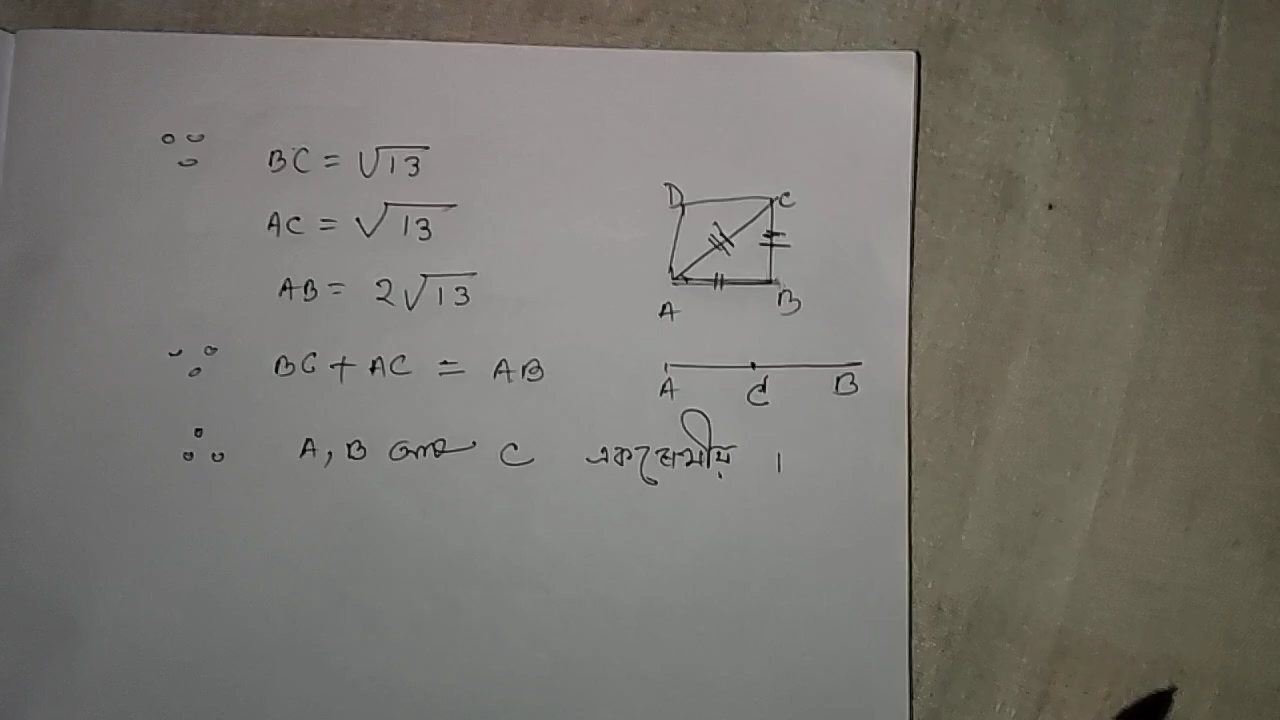 ∵ BC = √13
AC = √13
AB = 2√13
D C
A B
∵ BC + AC = AB
A C B
∴ A, B এবং C একরেখীয় ।